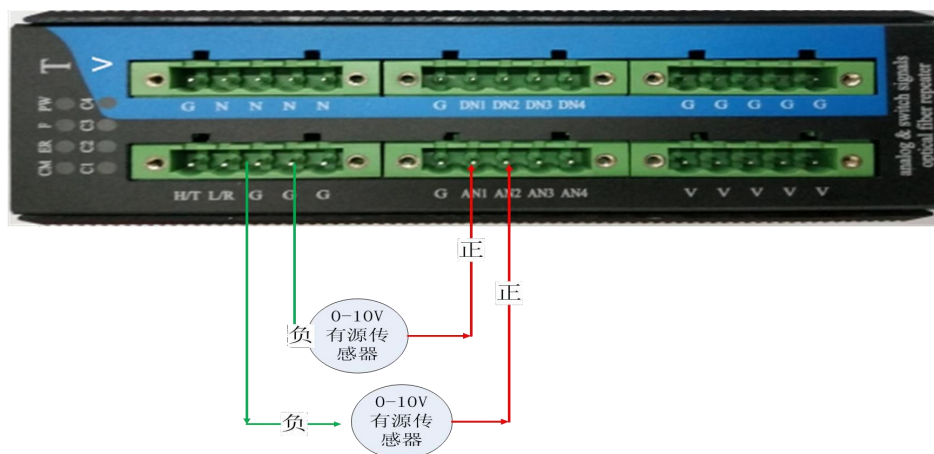 T
V
PW
C4
F
C3
ER
C2
CM
C1
G N N N N
G DN1 DN2 DN3 DN4
G G G G G
H/T L/R G G G
G AN1 AN2 AN3 AN4
V V V V V
analog & switch signals
optical fiber repeater
正
正
0-10V
有源传
感器
负
0-10V
有源传
感器
负